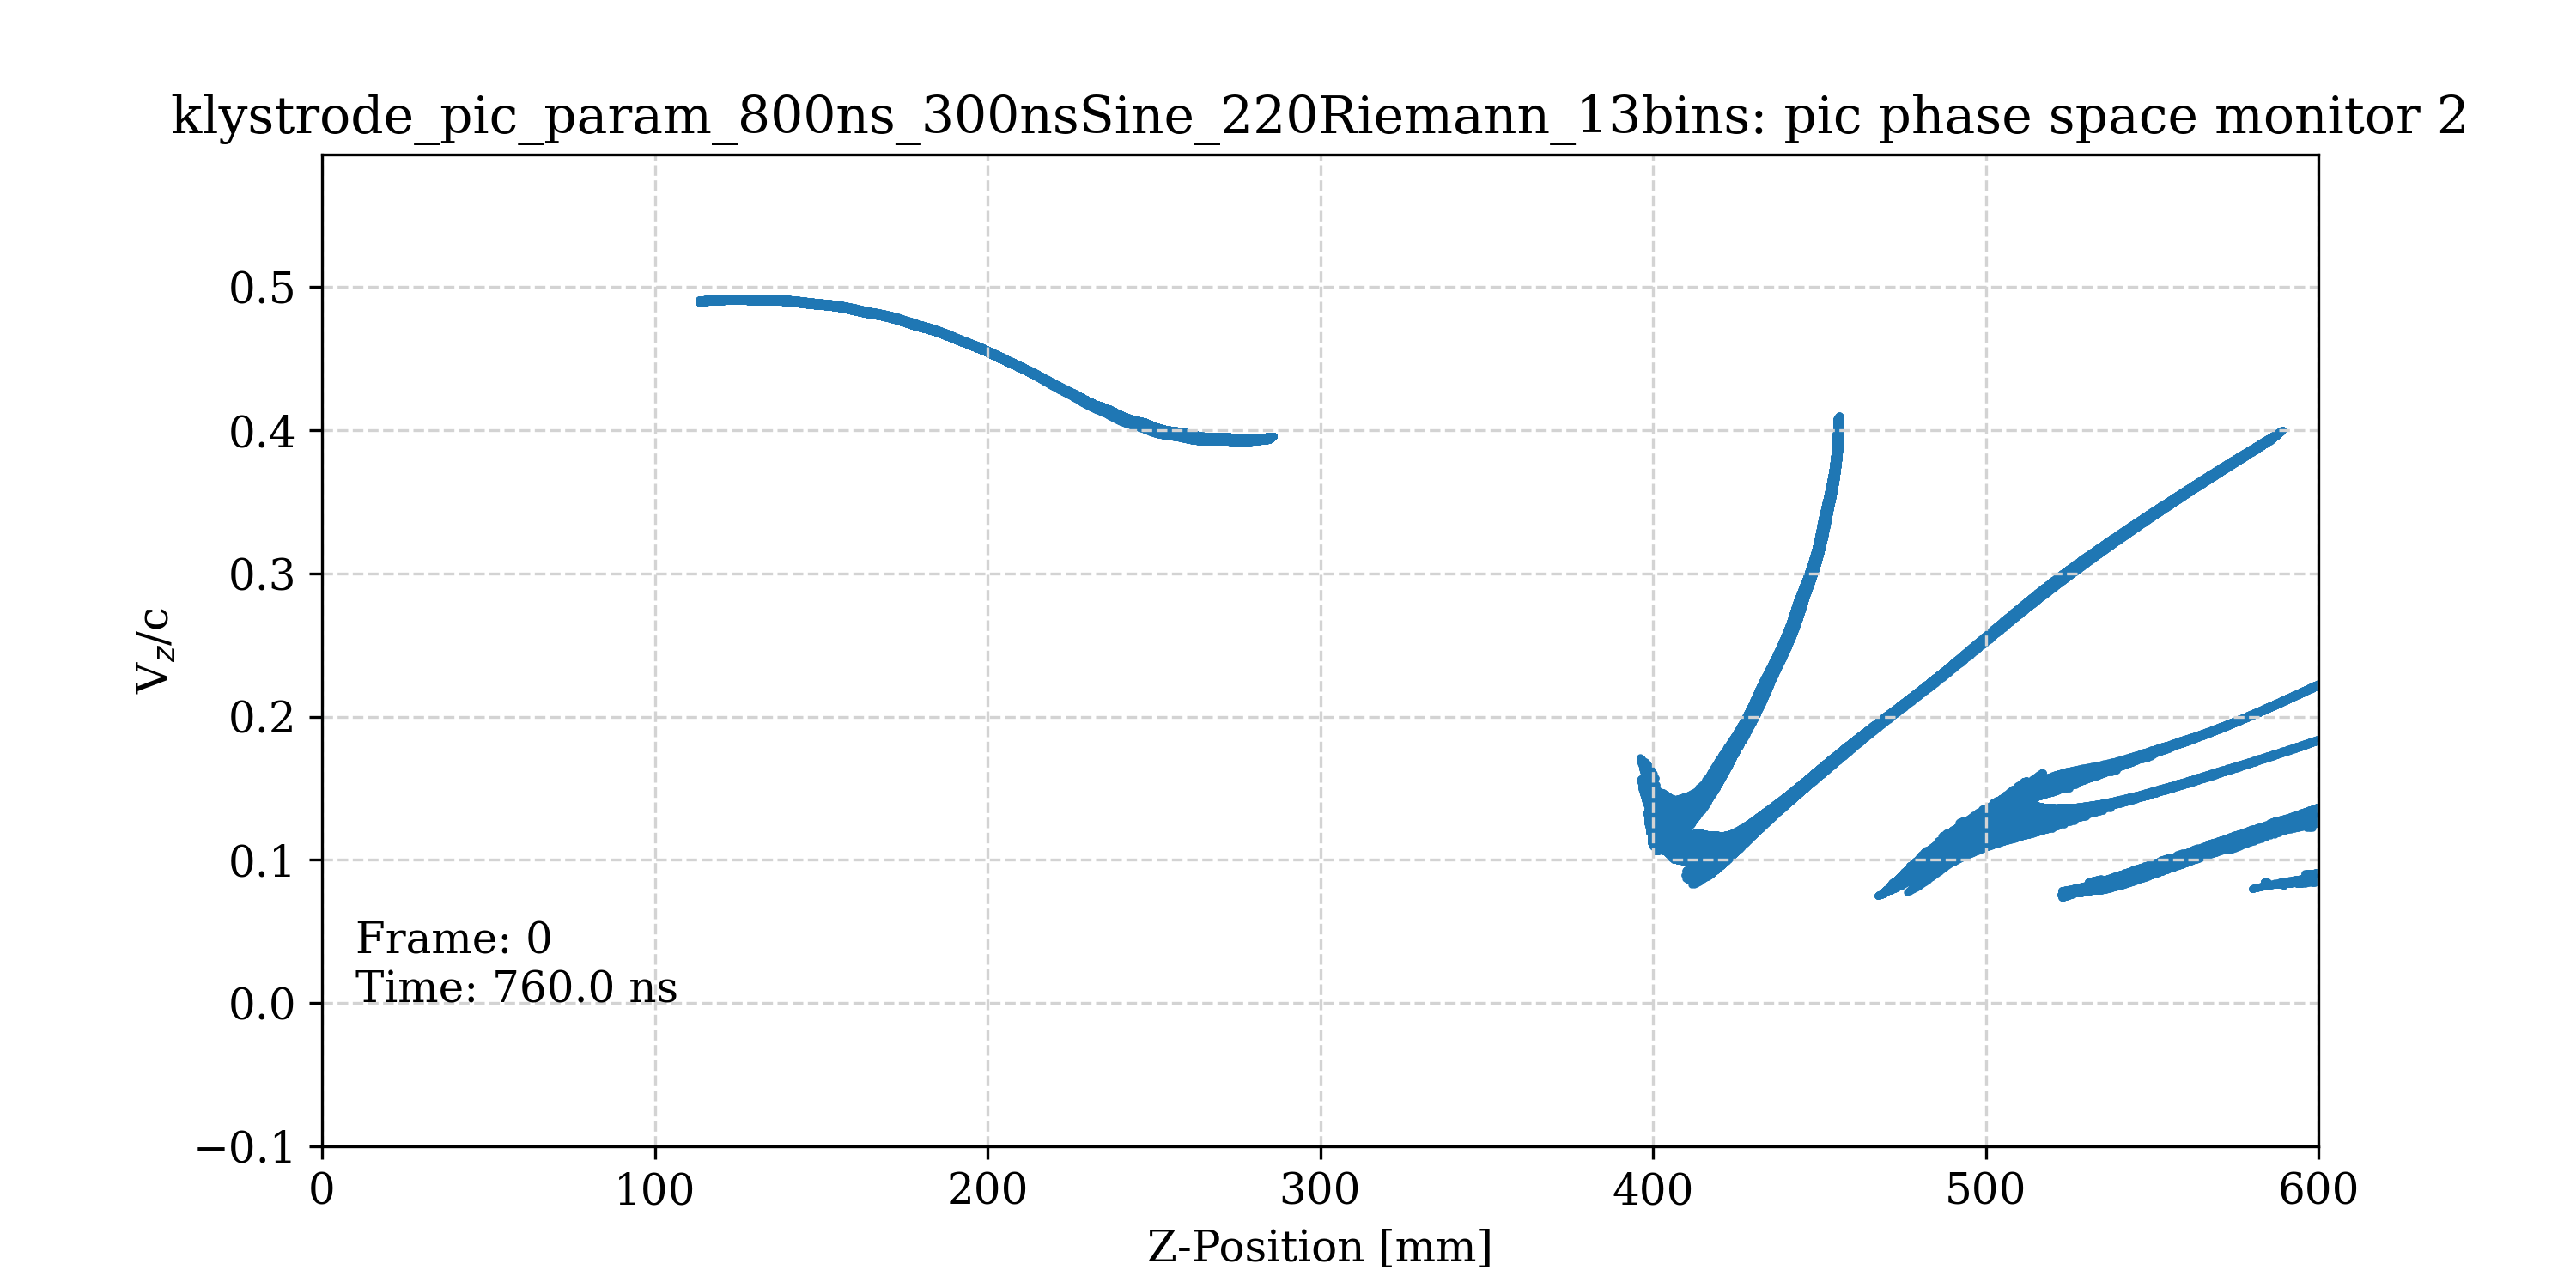 klystrode_pic_param_800ns_300nsSine_220Riemann_13bins: pic phase space monitor 2
0.5
0.4
0.3
0.2
0.1
0.0
−0.1
V_z/c
Frame: 0
Time: 760.0 ns
0 100 200 300 400 500 600
Z-Position [mm]